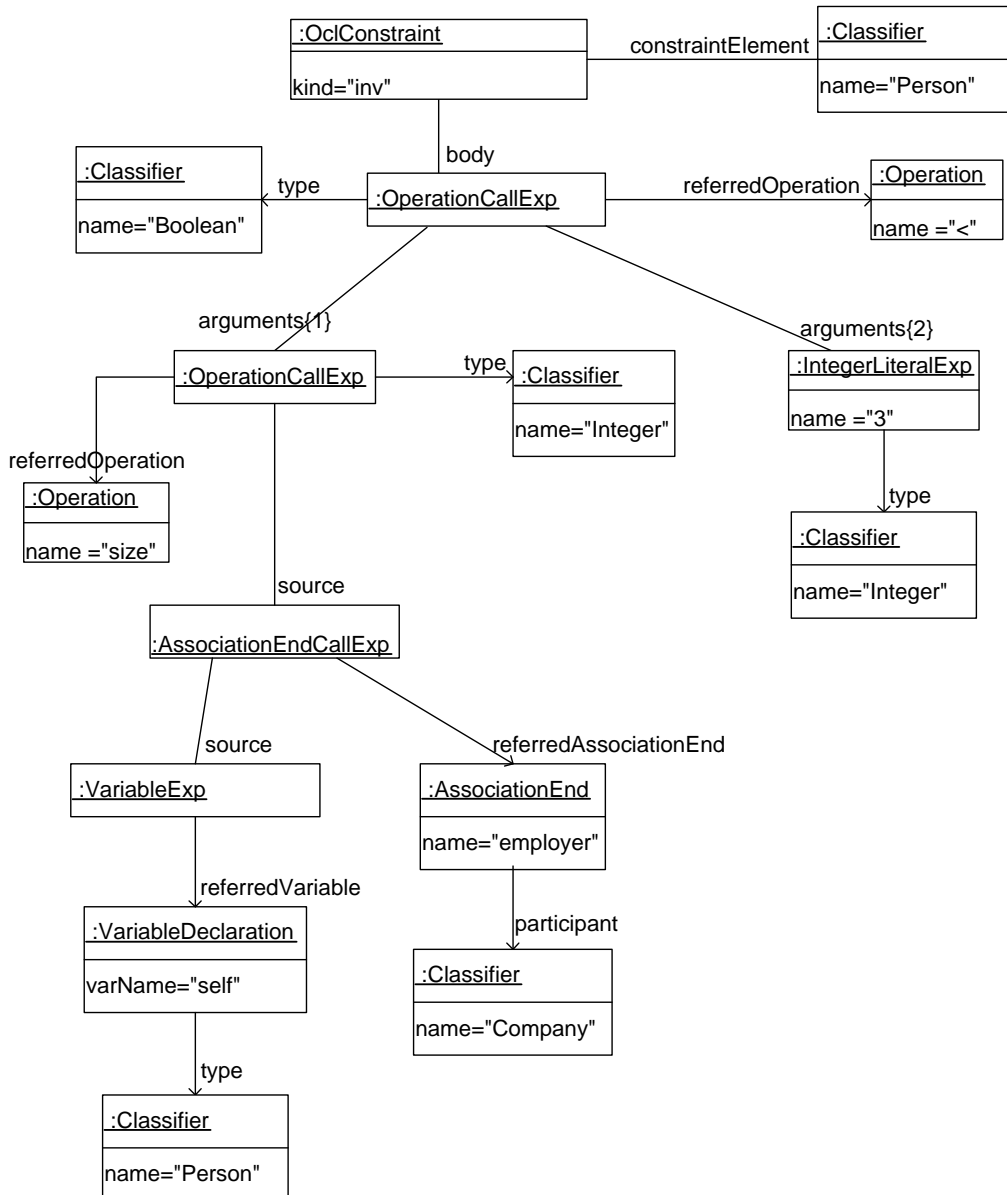 :OclConstraint
kind="inv"
constraintElement
:Classifier
name="Person"
body
:Classifier
name="Boolean"
type
:OperationCallExp
referredOperation
:Operation
name ="<"
arguments{1}
arguments{2}
:OperationCallExp
type
:Classifier
name="Integer"
:IntegerLiteralExp
name ="3"
referredOperation
:Operation
name ="size"
type
:Classifier
name="Integer"
source
:AssociationEndCallExp
source
referredAssociationEnd
:VariableExp
:AssociationEnd
name="employer"
referredVariable
:VariableDeclaration
varName="self"
participant
:Classifier
name="Company"
type
:Classifier
name="Person"